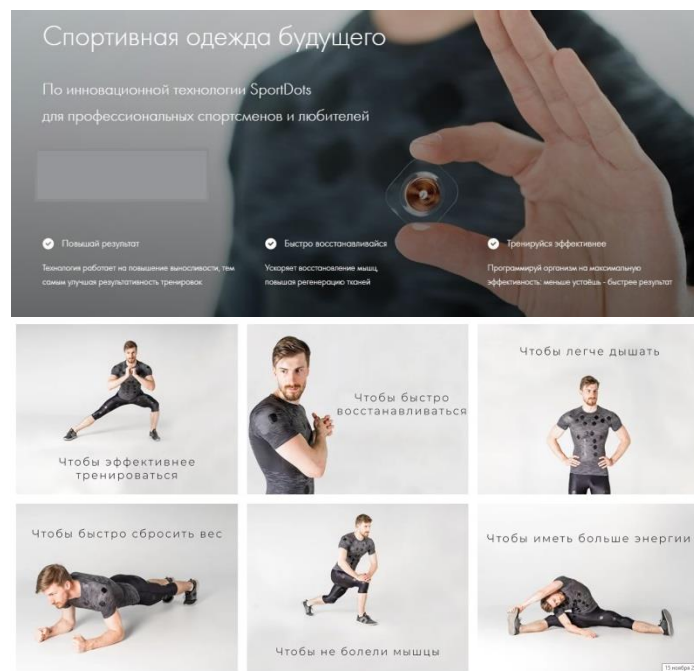 Спортивная одежда будущего
По инновационной технологии SportDots
для профессиональных спортсменов и любителей
Повышай результат
Быстро восстанавливайся
Тренируйся эффективнее
Технология работает на повышение выносливости, тем
самым улучшая результативность тренировок
Ускоряет восстановление мышц,
повышая регенерацию тканей
Программируй организм на максимальную
эффективность: меньше устаёшь - быстрее результат
Чтобы эффективнее
тренироваться
Чтобы быстро
восстанавливаться
Чтобы легче дышать
Чтобы быстро сбросить вес
Чтобы не болели мышцы
Чтобы иметь больше энергии
15 ноября 2